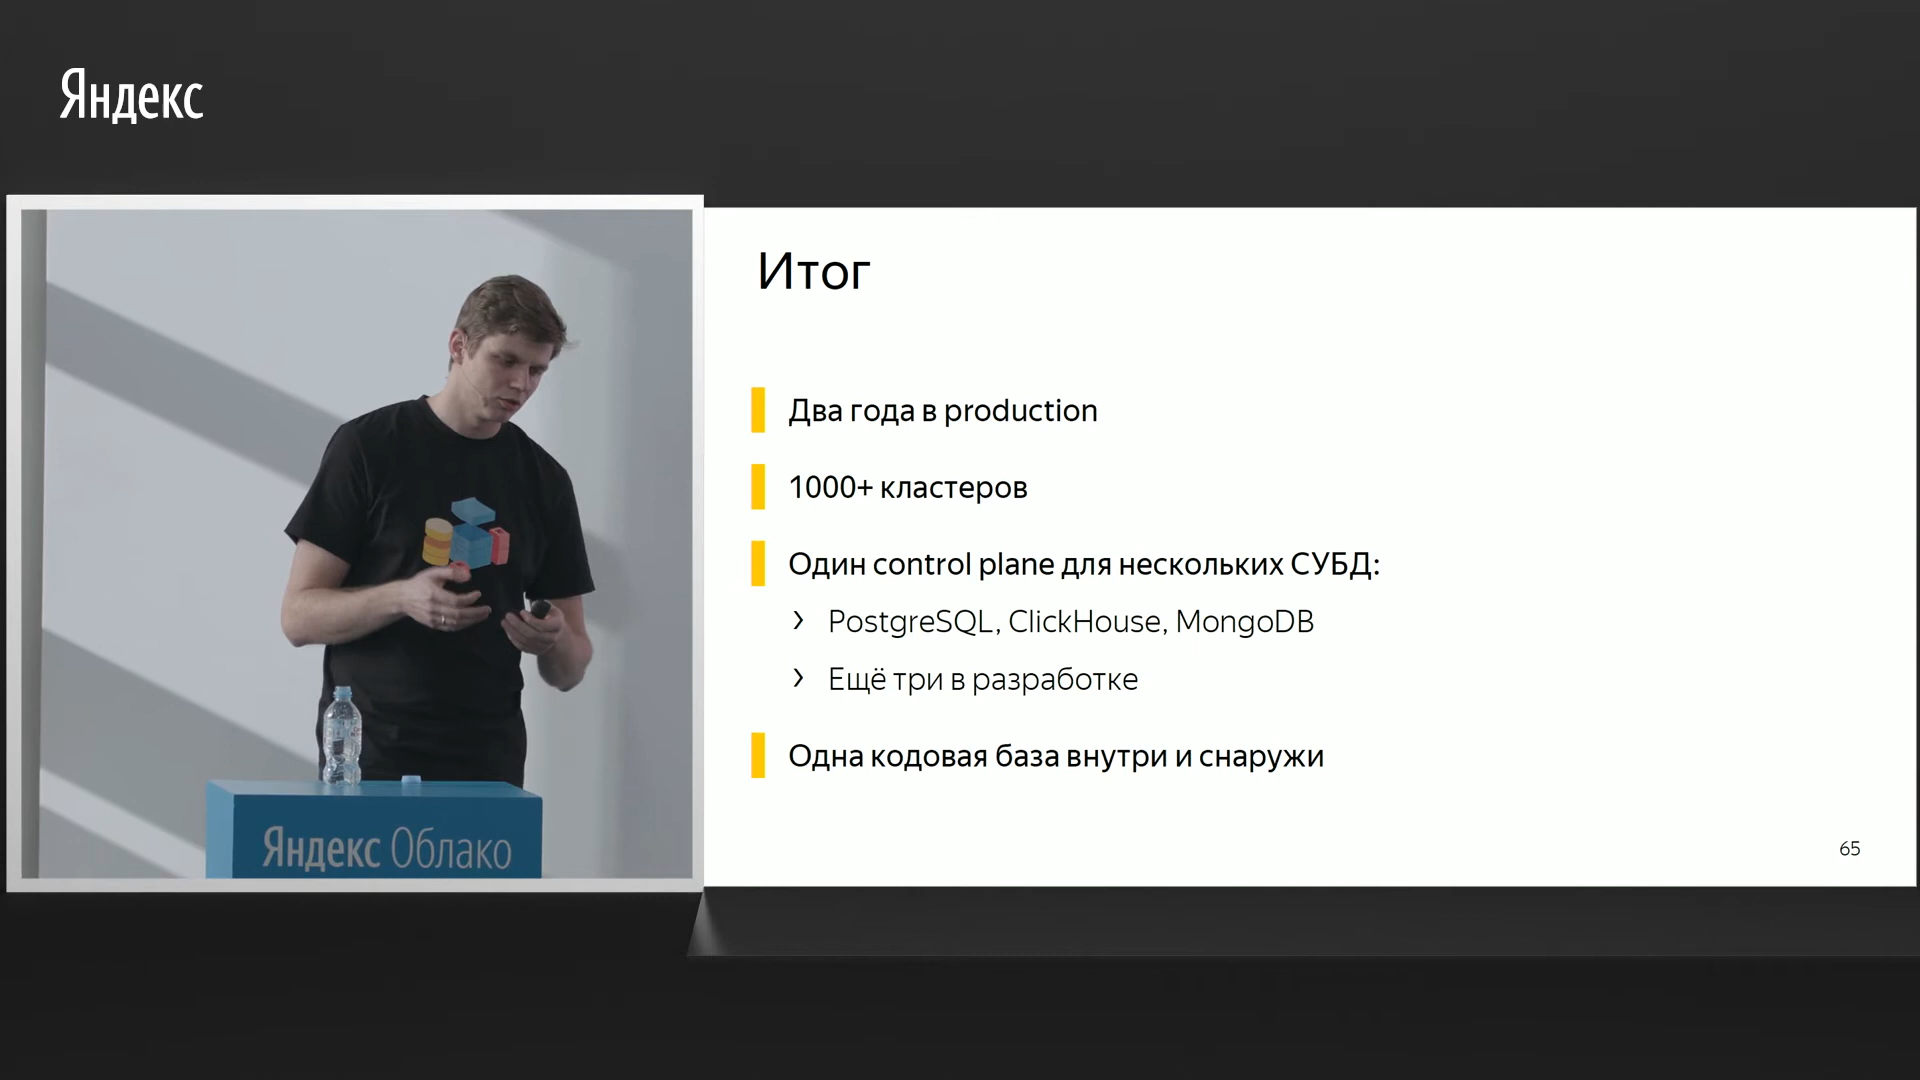 Яндекс
Итог
Два года в production
1000+ кластеров
Один control plane для нескольких СУБД:
› PostgreSQL, ClickHouse, MongoDB
› Ещё три в разработке
Одна кодовая база внутри и снаружи
65
Яндекс Облако